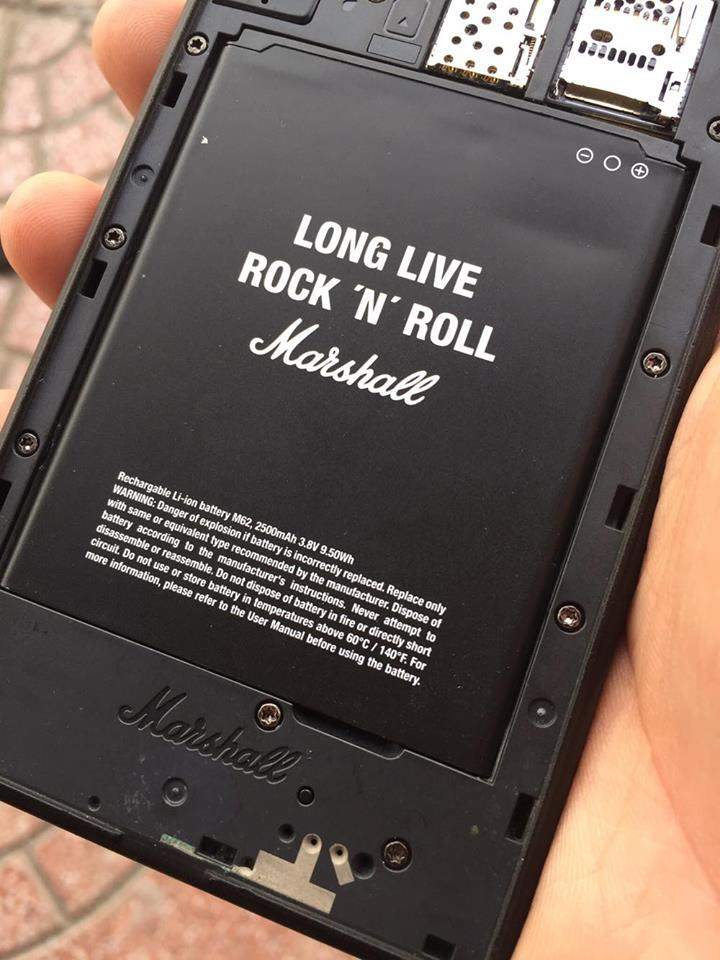 LONG LIVE
ROCK ´N´ ROLL
Marshall
Rechargable Li-ion battery M62, 2500mAh 3.8V 9.50Wh
WARNING: Danger of explosion if battery is incorrectly replaced. Replace only
with same or equivalent type recommended by the manufacturer. Dispose of
battery according to the manufacturer's instructions. Never attempt to
disassemble or reassemble. Do not dispose of battery in fire or directly short
circuit. Do not use or store battery in temperatures above 60°C / 140°F. For
more information, please refer to the User Manual before using the battery.
Marshall